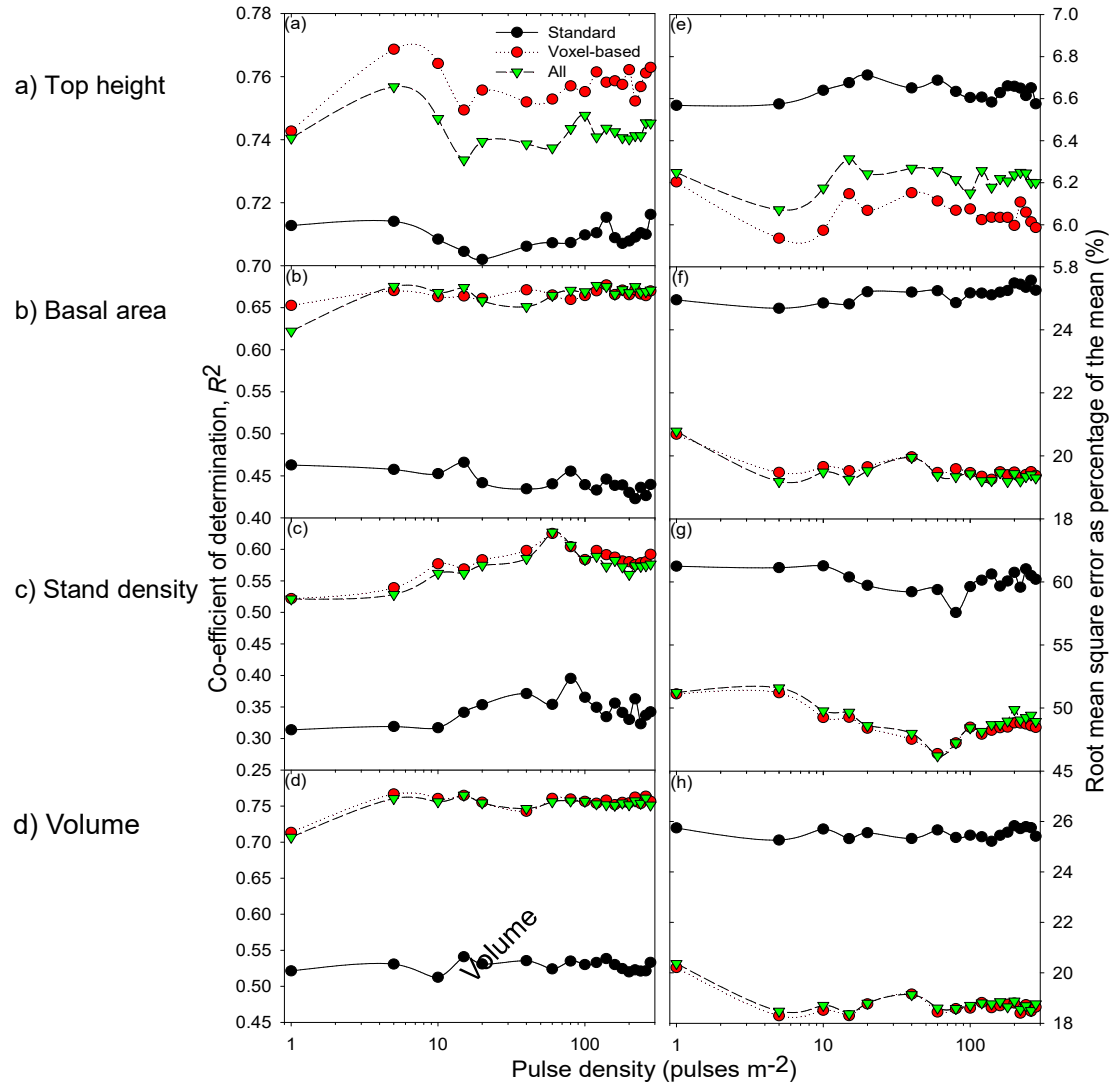 a) Top height
b) Basal area
c) Stand density
d) Volume
Co-efficient of determination, R2
0.78
0.76
0.74
0.72
0.70
0.65
0.60
0.55
0.50
0.45
0.40
0.60
0.55
0.50
0.45
0.40
0.35
0.30
0.25
0.75
0.70
0.65
0.60
0.55
0.50
0.45
(a)
Standard
Voxel-based
All
(b)
(c)
(d)
Volume
(e)
(f)
(g)
(h)
7.0
6.8
6.6
6.4
6.2
6.0
5.8
24
22
20
18
60
55
50
45
26
24
22
20
18
Root mean square error as percentage of the mean (%)
1 10 100 1 10 100
Pulse density (pulses m-2)